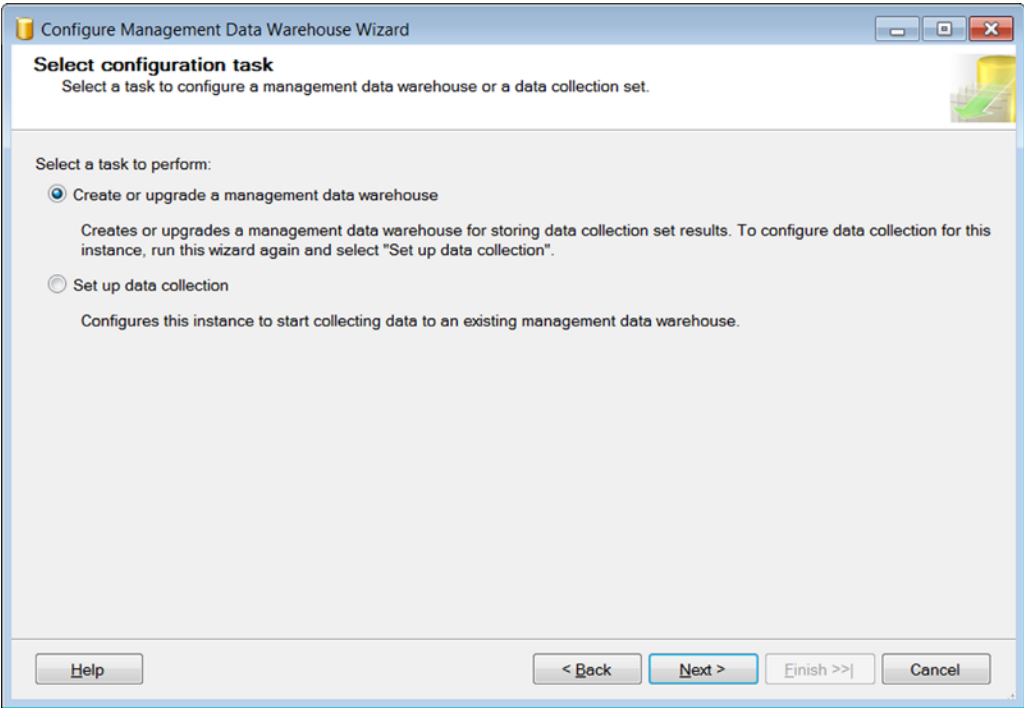 Configure Management Data Warehouse Wizard
Select configuration task
Select a task to configure a management data warehouse or a data collection set.
Select a task to perform:
Create or upgrade a management data warehouse
Creates or upgrades a management data warehouse for storing data collection set results. To configure data collection for this
instance, run this wizard again and select "Set up data collection".
Set up data collection
Configures this instance to start collecting data to an existing management data warehouse.
Help
< Back
Next >
Finish >>|
Cancel